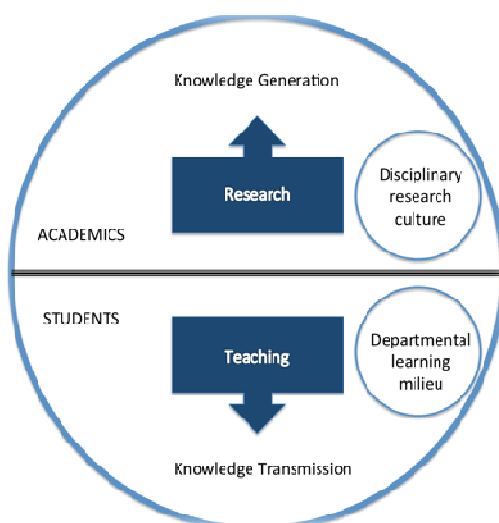 Knowledge Generation
Research
Disciplinary
research
culture
ACADEMICS
STUDENTS
Teaching
Departmental
learning
milieu
Knowledge Transmission